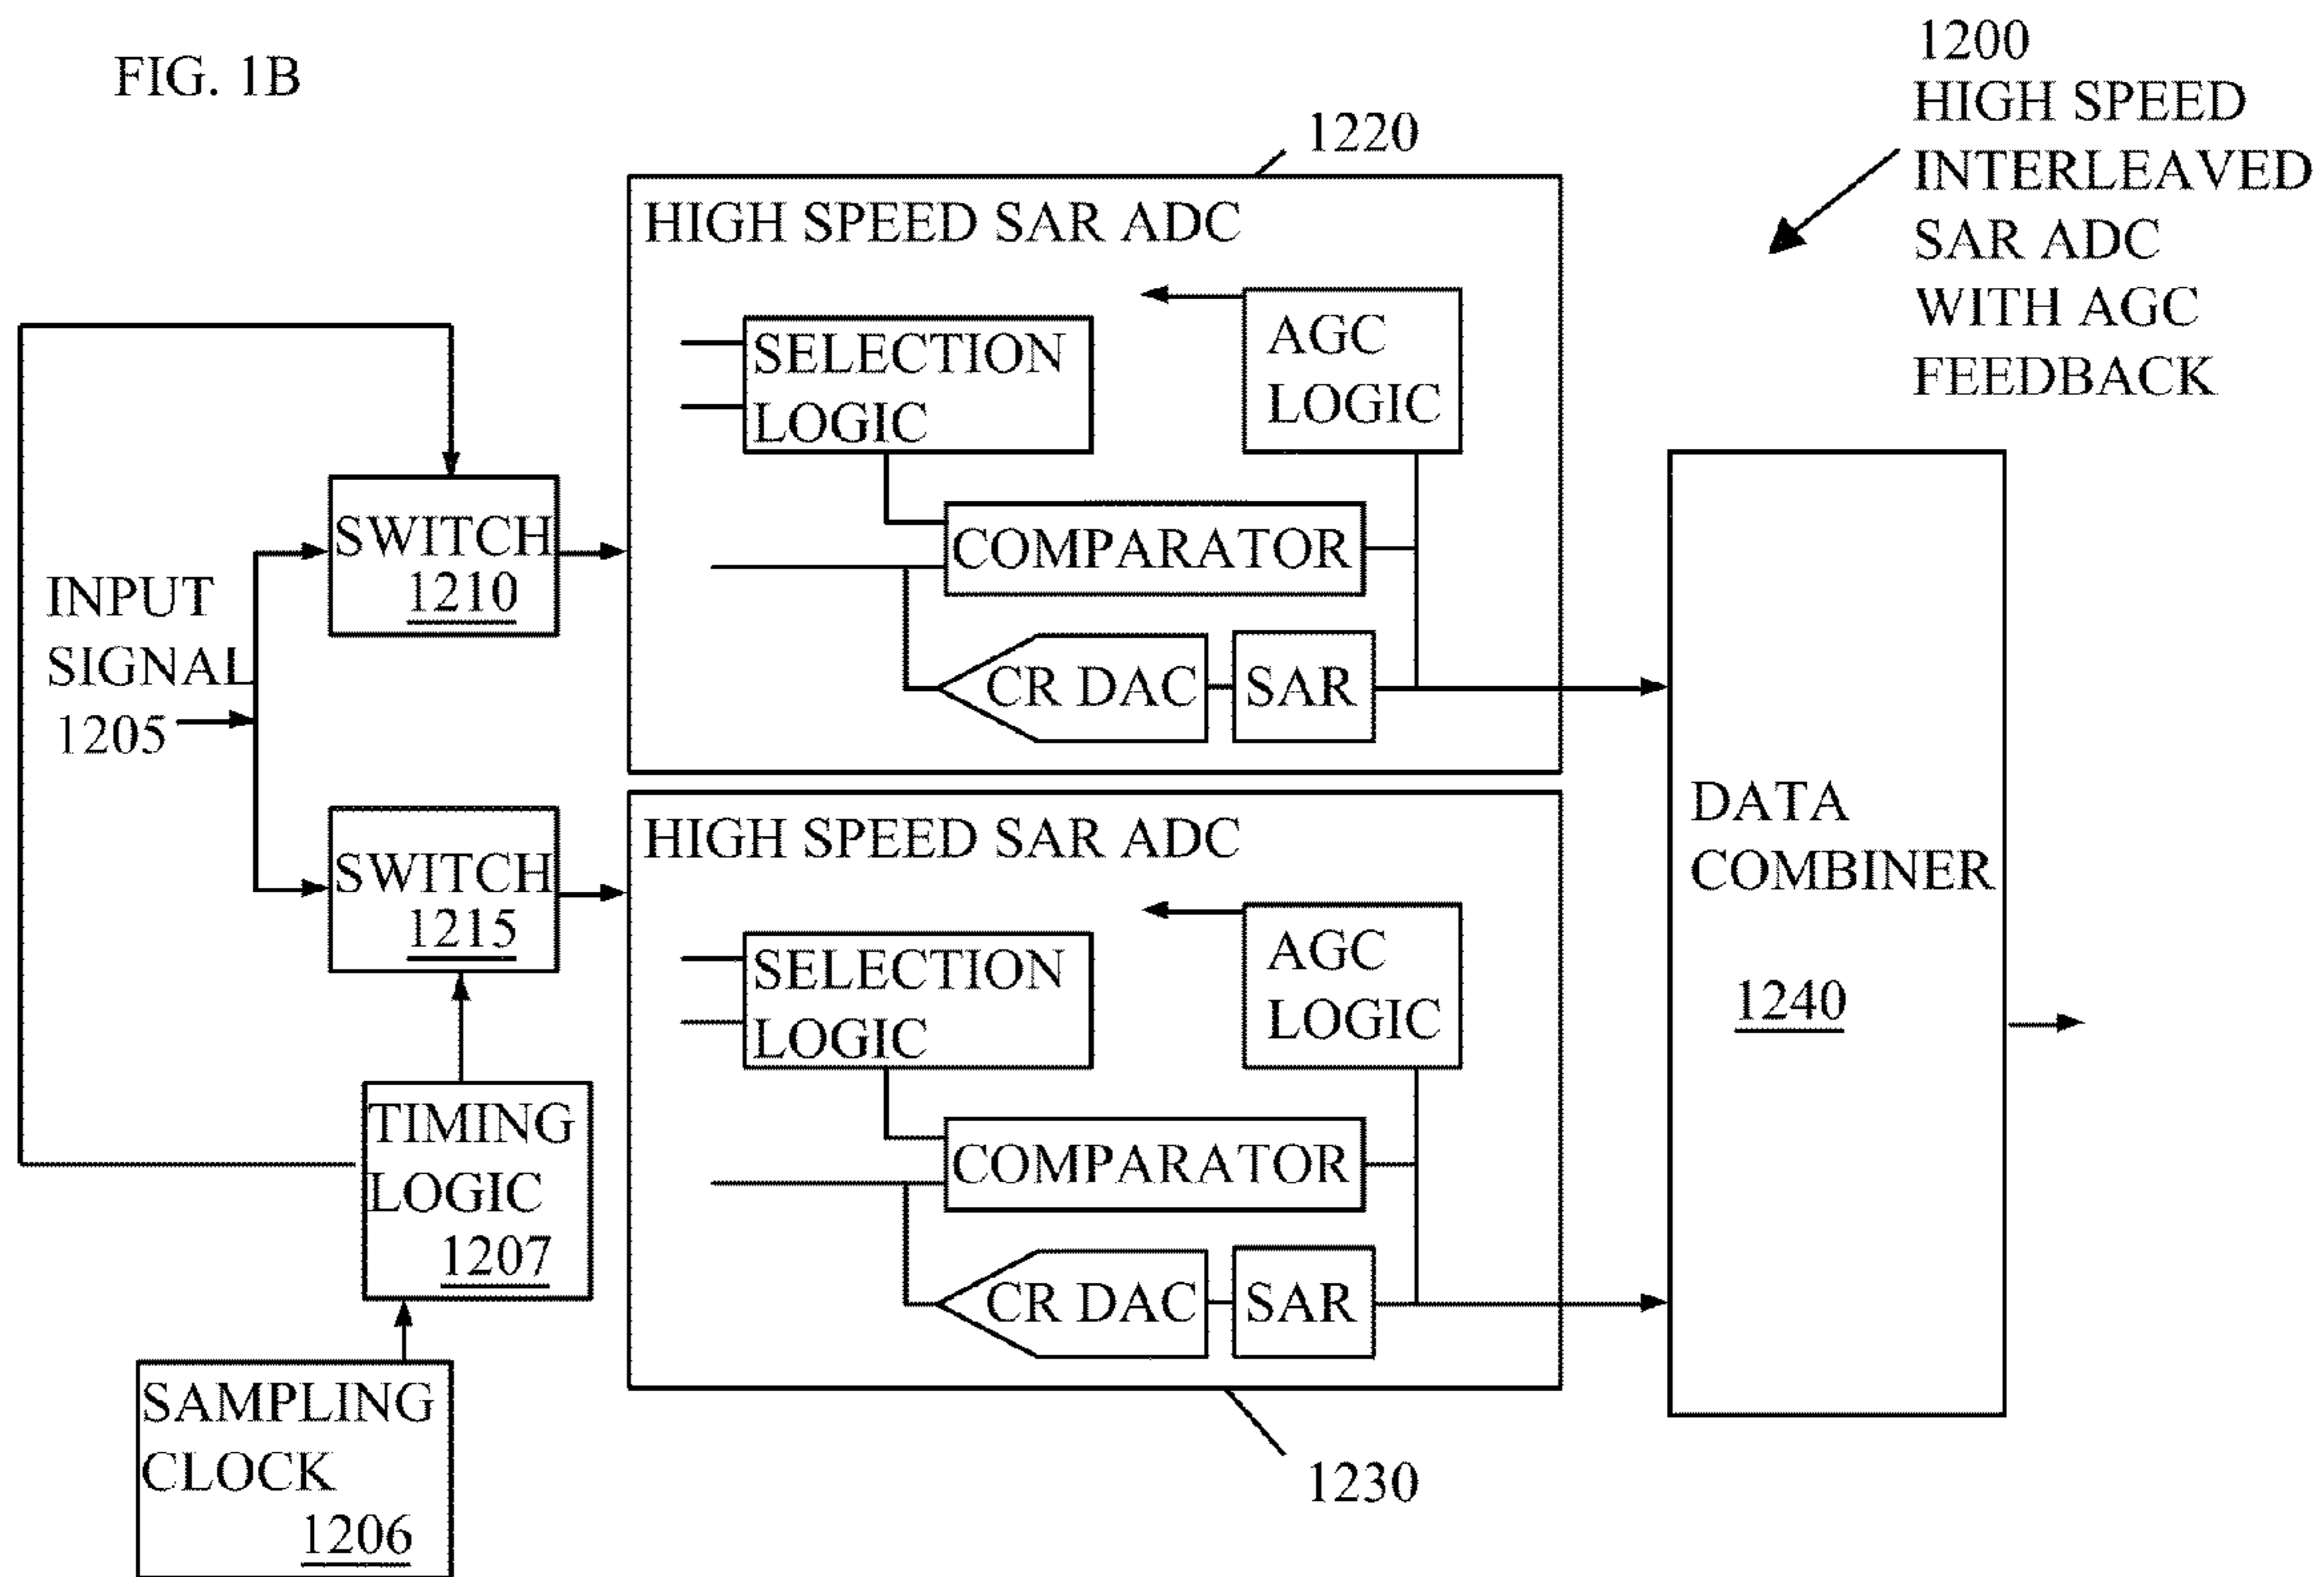 FIG. 1B
1200
HIGH SPEED
INTERLEAVED
SAR ADC
WITH AGC
FEEDBACK
1220
HIGH SPEED SAR ADC
SELECTION
LOGIC
AGC
LOGIC
COMPARATOR
CR DAC
SAR
SWITCH
1210
INPUT
SIGNAL
1205
SWITCH
1215
TIMING
LOGIC
1207
SAMPLING
CLOCK
1206
HIGH SPEED SAR ADC
SELECTION
LOGIC
AGC
LOGIC
COMPARATOR
CR DAC
SAR
1230
DATA
COMBINER
1240